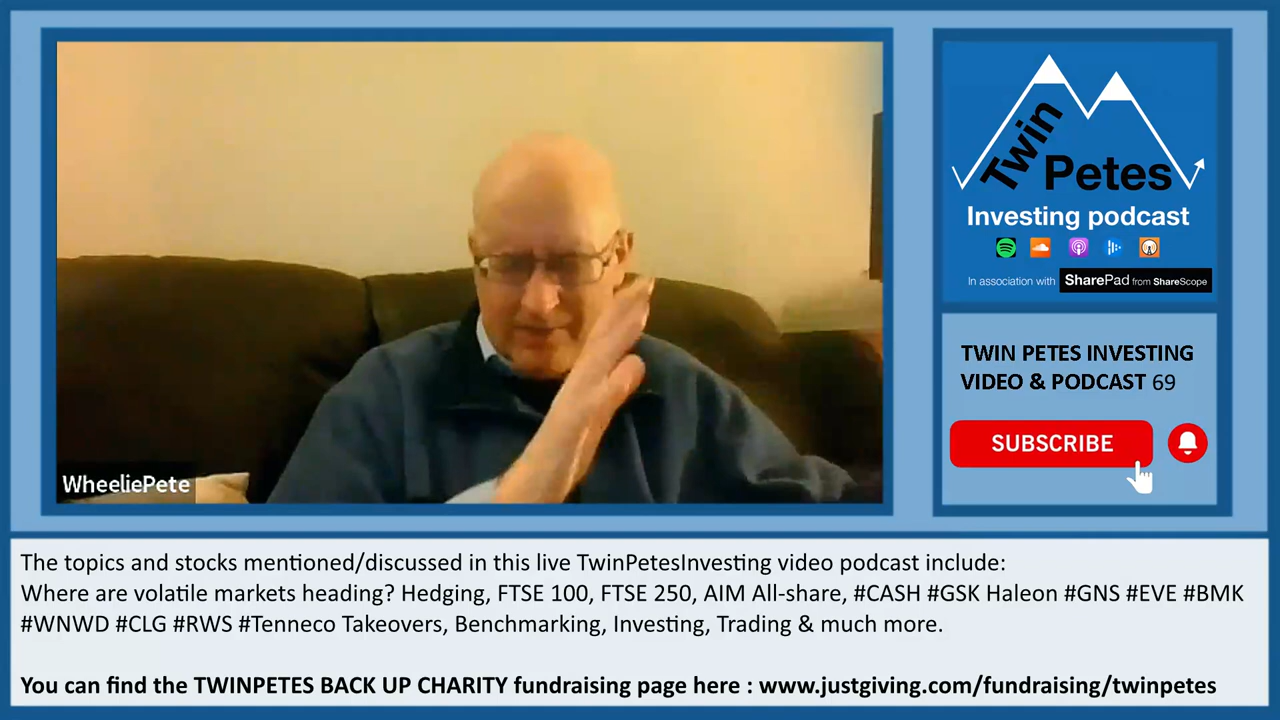 WheeliePete
Twin
Petes
Investing podcast
In association with SharePad from ShareScope
TWIN PETES INVESTING
VIDEO & PODCAST 69
SUBSCRIBE
The topics and stocks mentioned/discussed in this live TwinPetesInvesting video podcast include:
Where are volatile markets heading? Hedging, FTSE 100, FTSE 250, AIM All-share, #CASH #GSK Haleon #GNS #EVE #BMK
#WNWD #CLG #RWS #Tenneco Takeovers, Benchmarking, Investing, Trading & much more.
You can find the TWINPETES BACK UP CHARITY fundraising page here : www.justgiving.com/fundraising/twinpetes